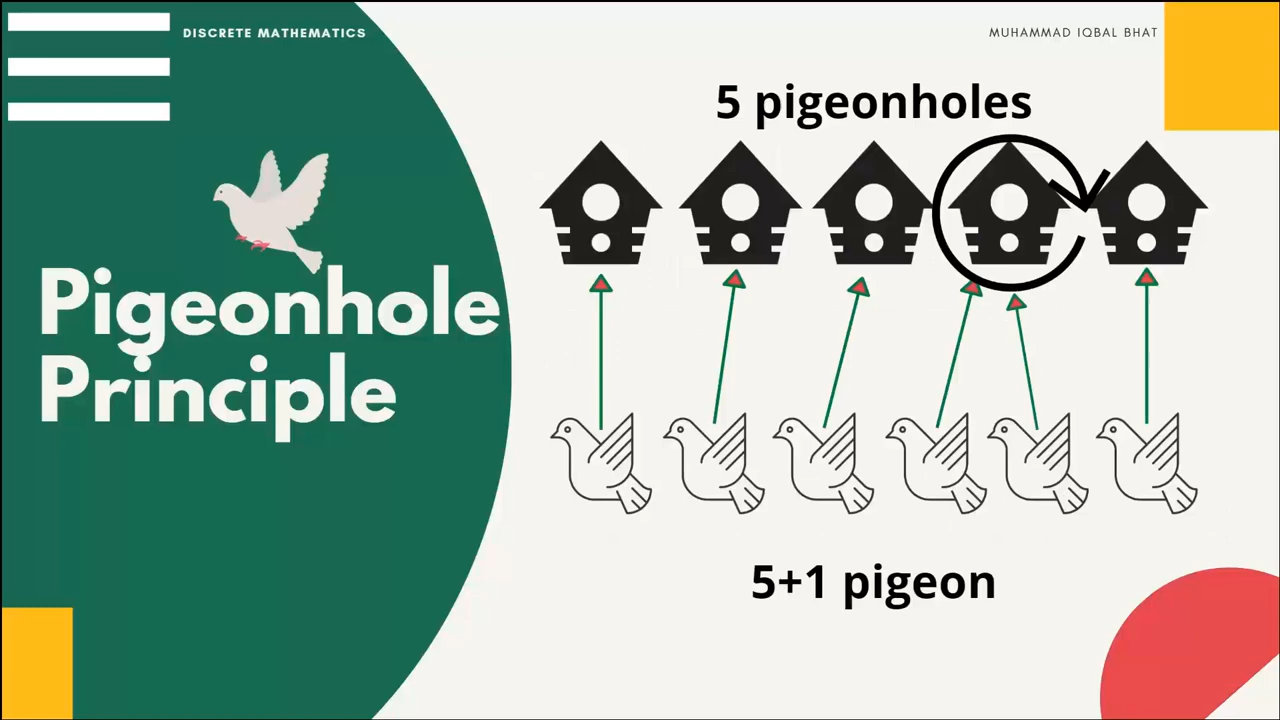 DISCRETE MATHEMATICS
MUHAMMAD IQBAL BHAT
Pigeonhole
Principle
5 pigeonholes
5+1 pigeon